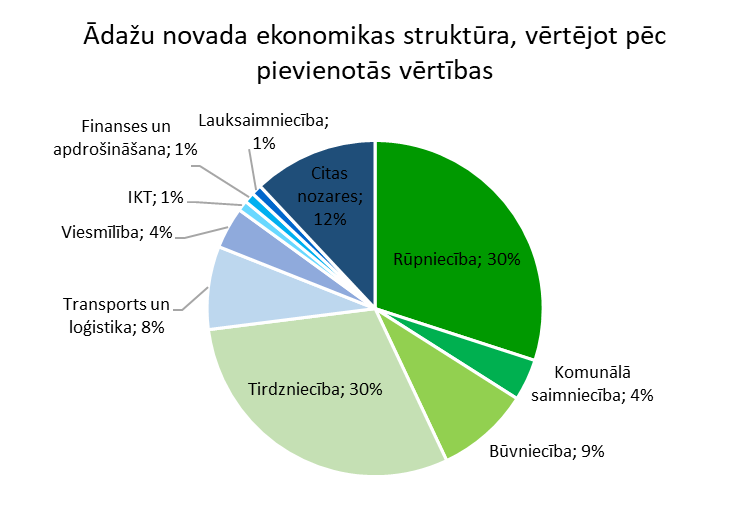 Ādažu novada ekonomikas struktūra, vērtējot pēc
pievienotās vērtības
Lauksaimniecība;
1%
Finanses un
apdrošināšana; 1%
IKT; 1%
Viesmīlība; 4%
Transports un
loģistika; 8%
Citas
nozares;
12%
Rūpniecība; 30%
Komunālā
saimniecība; 4%
Būvniecība; 9%
Tirdzniecība; 30%